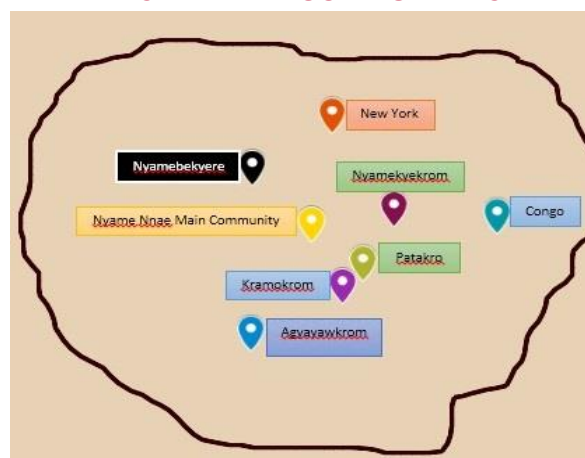 New York
Nyamebekyere
Nyamekyekrom
Nyame Nnae Main Community
Congo
Patakro
Kramokrom
Agyayawkrom